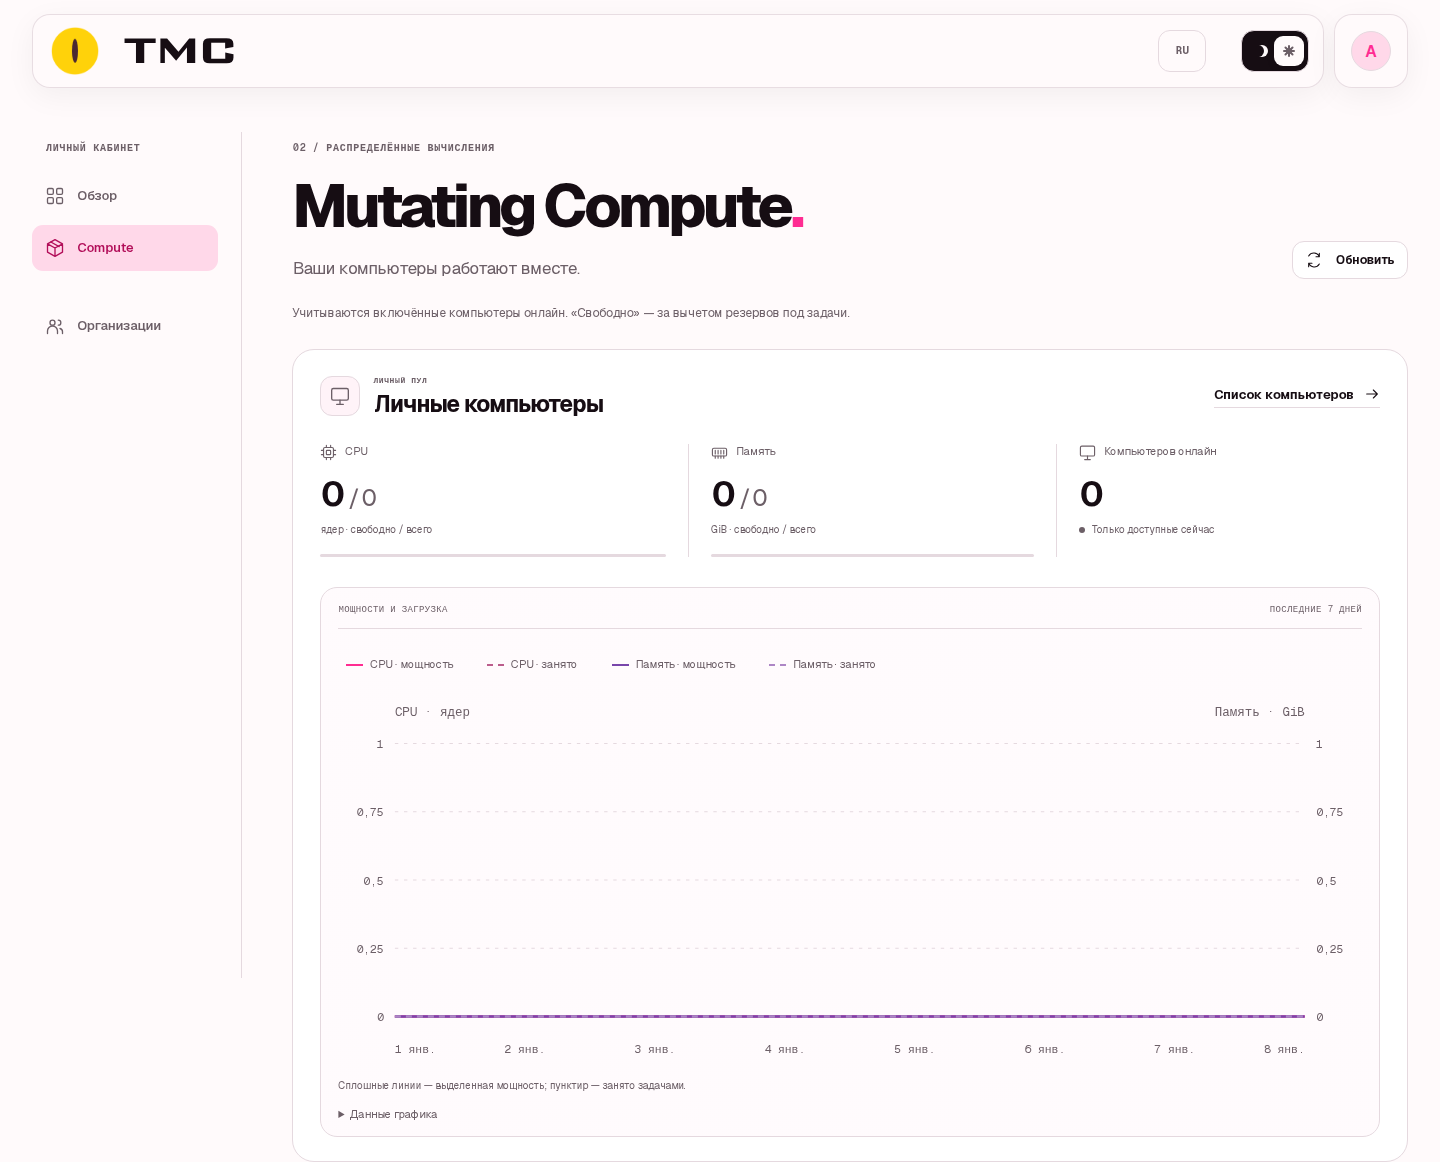 TMC
RU
A
ЛИЧНЫЙ КАБИНЕТ
Обзор
Compute
Организации
02 / РАСПРЕДЕЛЁННЫЕ ВЫЧИСЛЕНИЯ
Mutating Compute.
Ваши компьютеры работают вместе.
Обновить
Учитываются включённые компьютеры онлайн. «Свободно» — за вычетом резервов под задачи.
ЛИЧНЫЙ ПУЛ
Личные компьютеры
Список компьютеров →
CPU
0 / 0
ядер · свободно / всего
Память
0 / 0
GiB · свободно / всего
Компьютеров онлайн
0
Только доступные сейчас
МОЩНОСТИ И ЗАГРУЗКА
ПОСЛЕДНИЕ 7 ДНЕЙ
CPU · мощность
CPU · занято
Память · мощность
Память · занято
CPU · ядер
Память · GiB
1 1
0,75 0,75
0,5 0,5
0,25 0,25
0 0
1 янв. 2 янв. 3 янв. 4 янв. 5 янв. 6 янв. 7 янв. 8 янв.
Сплошные линии — выделенная мощность; пунктир — занято задачами.
Данные графика